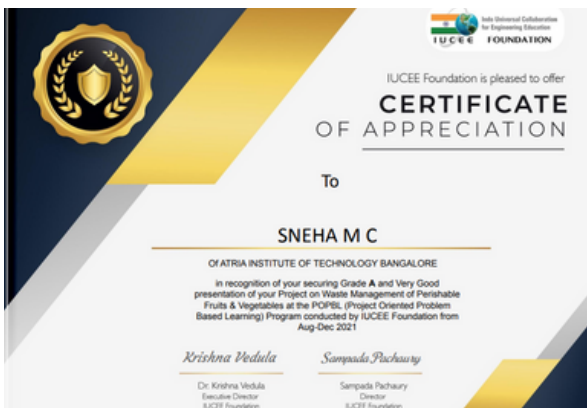 Indo Universal Collaboration
for Engineering Education
IUCEE FOUNDATION
IUCEE Foundation is pleased to offer
CERTIFICATE
OF APPRECIATION
To
SNEHA M C
Of ATRIA INSTITUTE OF TECHNOLOGY BANGALORE
in recognition of your securing Grade A and Very Good
presentation of your Project on Waste Management of Perishable
Fruits & Vegetables at the POPBL (Project Oriented Problem
Based Learning) Program conducted by IUCEE Foundation from
Aug-Dec 2021
Krishna Vedula Sampada Pachaury
Dr. Krishna Vedula Sampada Pachaury
Executive Director Director
IUCEE Foundation IUCEE Foundation